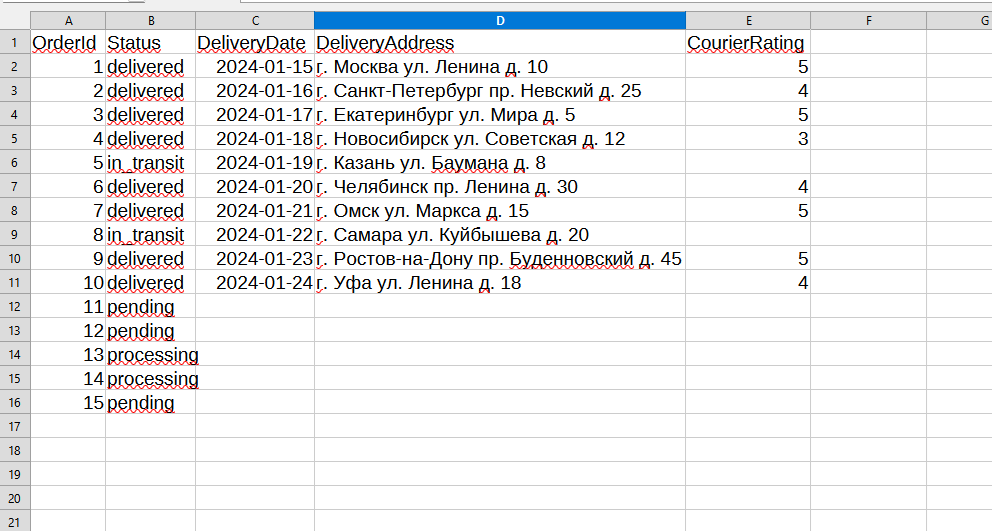 A B C D E F G
1 OrderId Status DeliveryDate DeliveryAddress CourierRating
2 1 delivered 2024-01-15 г. Москва ул. Ленина д. 10 5
3 2 delivered 2024-01-16 г. Санкт-Петербург пр. Невский д. 25 4
4 3 delivered 2024-01-17 г. Екатеринбург ул. Мира д. 5 5
5 4 delivered 2024-01-18 г. Новосибирск ул. Советская д. 12 3
6 5 in_transit 2024-01-19 г. Казань ул. Баумана д. 8
7 6 delivered 2024-01-20 г. Челябинск пр. Ленина д. 30 4
8 7 delivered 2024-01-21 г. Омск ул. Маркса д. 15 5
9 8 in_transit 2024-01-22 г. Самара ул. Куйбышева д. 20
10 9 delivered 2024-01-23 г. Ростов-на-Дону пр. Буденновский д. 45 5
11 10 delivered 2024-01-24 г. Уфа ул. Ленина д. 18 4
12 11 pending
13 12 pending
14 13 processing
15 14 processing
16 15 pending
17
18
19
20
21